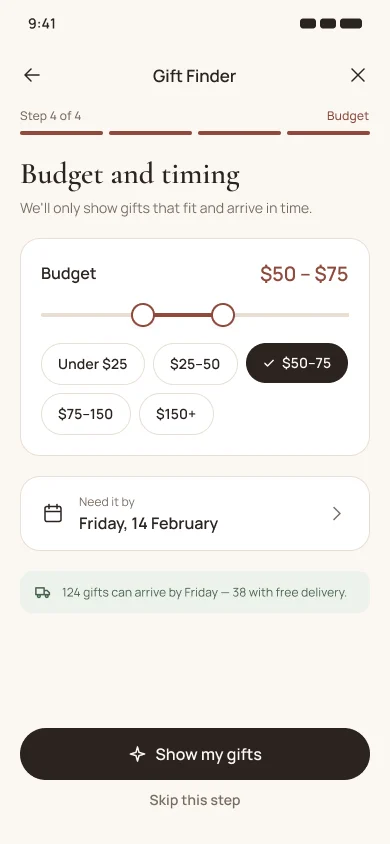 9:41
Gift Finder
Step 4 of 4
Budget
Budget and timing
We'll only show gifts that fit and arrive in time.
Budget
$50 – $75
Under $25
$25–50
$50–75
$75–150
$150+
Need it by
Friday, 14 February
124 gifts can arrive by Friday — 38 with free delivery.
Show my gifts
Skip this step